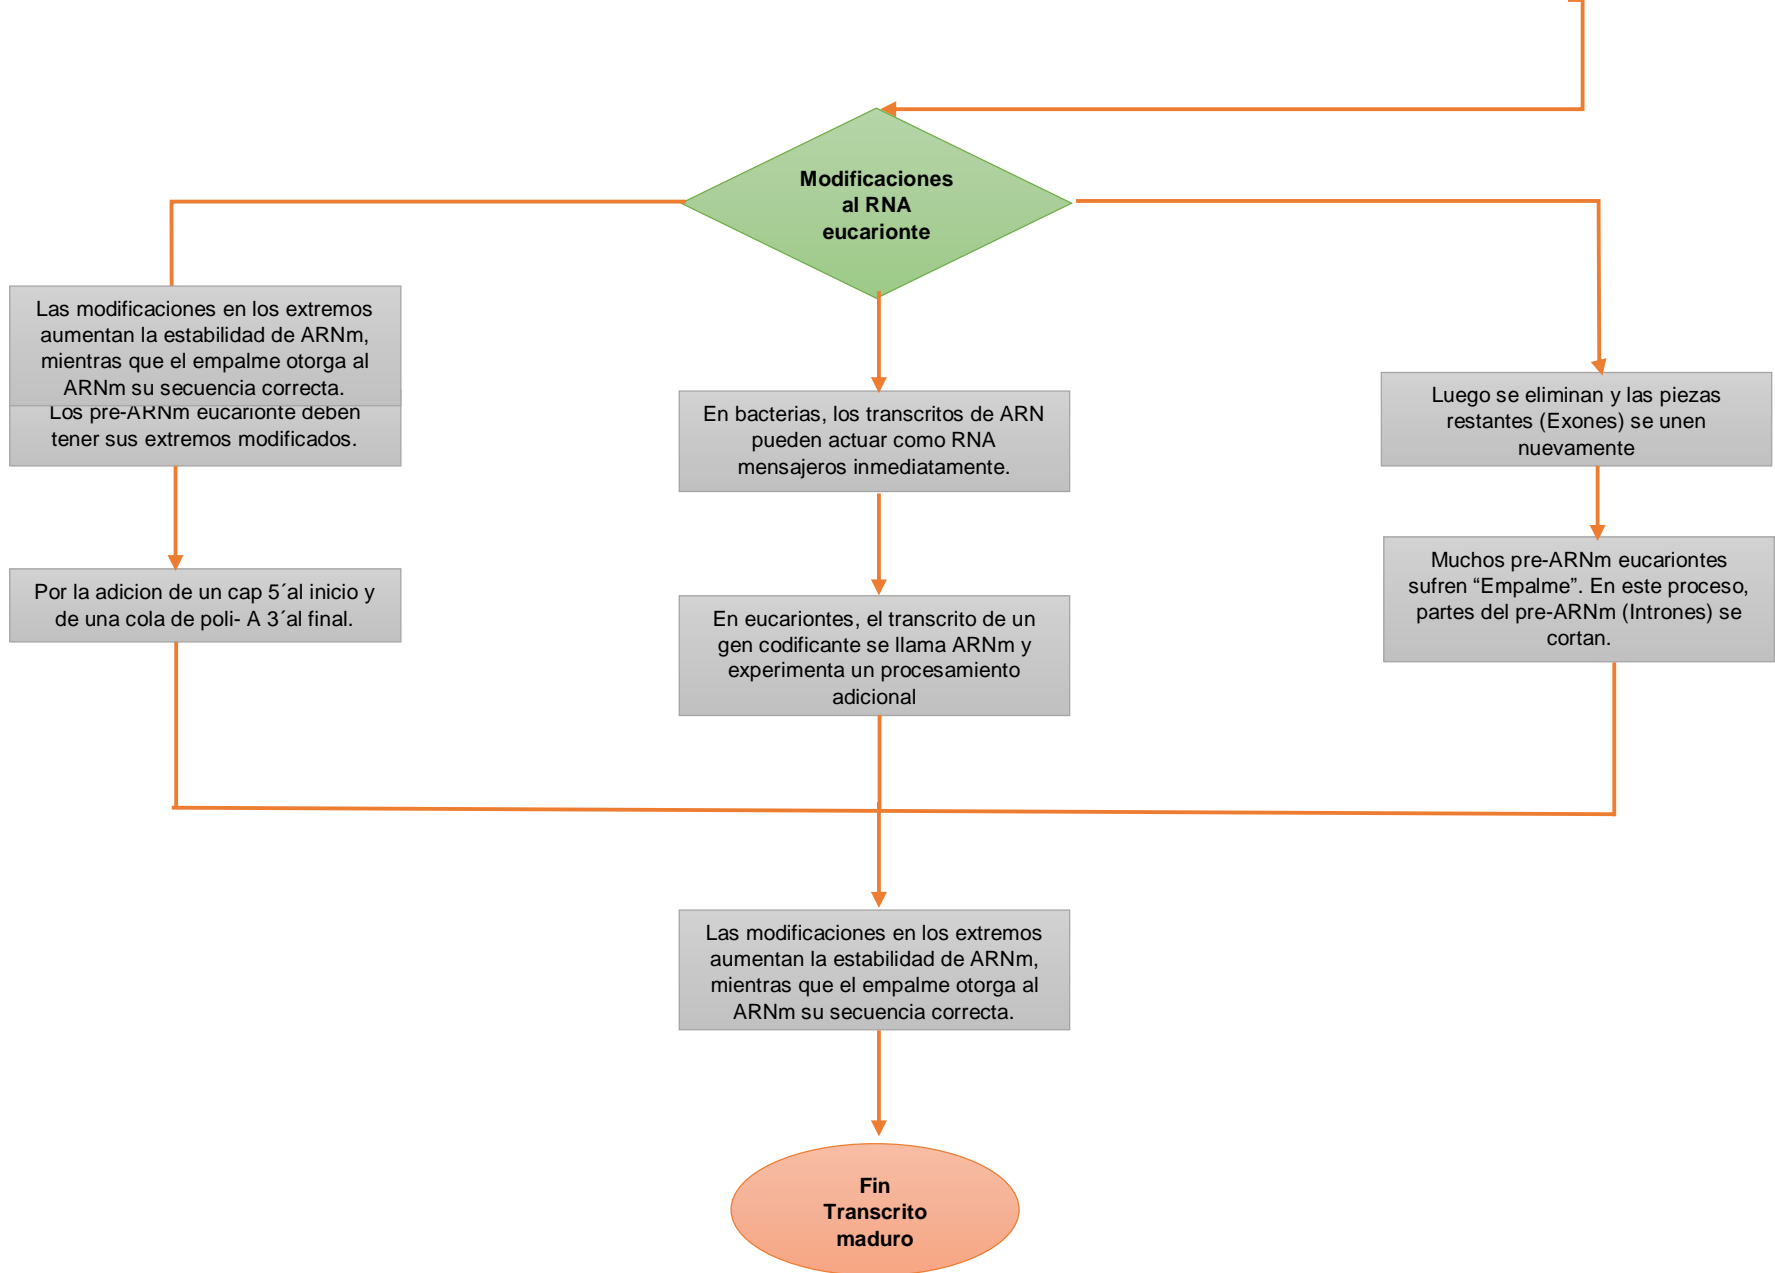 Modificaciones
al RNA
eucarionte
Las modificaciones en los extremos
aumentan la estabilidad de ARNm,
mientras que el empalme otorga al
ARNm su secuencia correcta.
Los pre-ARNm eucarionte deben
tener sus extremos modificados.
Por la adicion de un cap 5´al inicio y
de una cola de poli- A 3´al final.
En bacterias, los transcritos de ARN
pueden actuar como RNA
mensajeros inmediatamente.
En eucariontes, el transcrito de un
gen codificante se llama ARNm y
experimenta un procesamiento
adicional
Luego se eliminan y las piezas
restantes (Exones) se unen
nuevamente
Muchos pre-ARNm eucariontes
sufren “Empalme”. En este proceso,
partes del pre-ARNm (Intrones) se
cortan.
Las modificaciones en los extremos
aumentan la estabilidad de ARNm,
mientras que el empalme otorga al
ARNm su secuencia correcta.
Fin
Transcrito
maduro